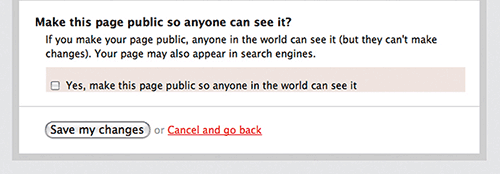 Make this page public so anyone can see it?
If you make your page public, anyone in the world can see it (but they can't make
changes). Your page may also appear in search engines.
Yes, make this page public so anyone in the world can see it
Save my changes or Cancel and go back